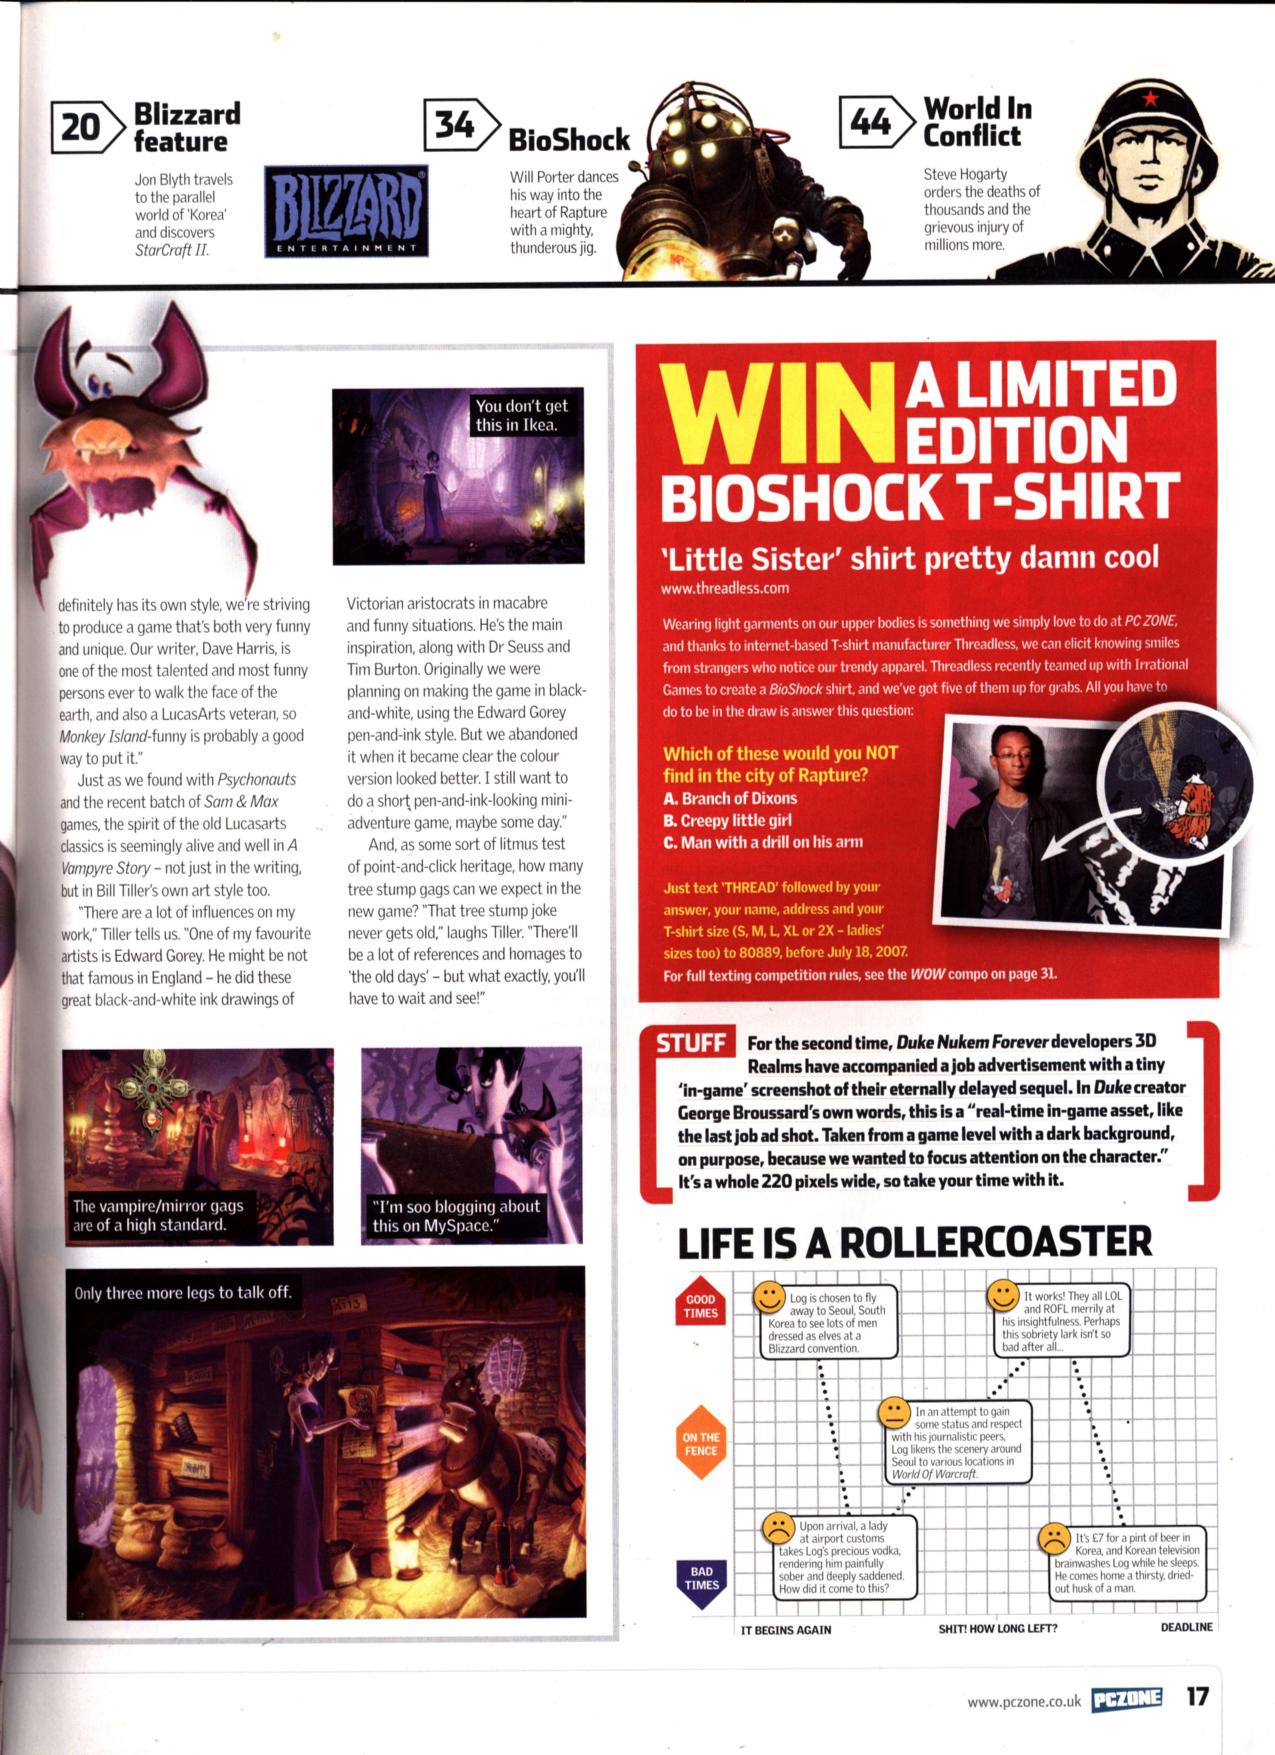 20
Blizzard
feature
Jon Blyth travels
to the parallel
world of 'Korea'
and discovers
StarCraft II.
BLIZZARD®
ENTERTAINMENT
34
BioShock
Will Porter dances
his way into the
heart of Rapture
with a mighty,
thunderous jig.
44
World In
Conflict
Steve Hogarty
orders the deaths of
thousands and the
grievous injury of
millions more.
You don't get
this in Ikea.
definitely has its own style, we're striving
to produce a game that's both very funny
and unique. Our writer, Dave Harris, is
one of the most talented and most funny
persons ever to walk the face of the
earth, and also a LucasArts veteran, so
Monkey Island-funny is probably a good
way to put it."
Just as we found with Psychonauts
and the recent batch of Sam & Max
games, the spirit of the old Lucasarts
classics is seemingly alive and well in A
Vampyre Story – not just in the writing,
but in Bill Tiller's own art style too.
"There are a lot of influences on my
work," Tiller tells us. "One of my favourite
artists is Edward Gorey. He might be not
that famous in England – he did these
great black-and-white ink drawings of
Victorian aristocrats in macabre
and funny situations. He's the main
inspiration, along with Dr Seuss and
Tim Burton. Originally we were
planning on making the game in black-
and-white, using the Edward Gorey
pen-and-ink style. But we abandoned
it when it became clear the colour
version looked better. I still want to
do a short pen-and-ink-looking mini-
adventure game, maybe some day."
And, as some sort of litmus test
of point-and-click heritage, how many
tree stump gags can we expect in the
new game? "That tree stump joke
never gets old," laughs Tiller. "There'll
be a lot of references and homages to
'the old days' – but what exactly, you'll
have to wait and see!"
The vampire/mirror gags
are of a high standard.
"I'm soo blogging about
this on MySpace."
Only three more legs to talk off.
WIN A LIMITED
EDITION
BIOSHOCK T-SHIRT
'Little Sister' shirt pretty damn cool
www.threadless.com
Wearing light garments on our upper bodies is something we simply love to do at PC ZONE,
and thanks to internet-based T-shirt manufacturer Threadless, we can elicit knowing smiles
from strangers who notice our trendy apparel. Threadless recently teamed up with Irrational
Games to create a BioShock shirt, and we've got five of them up for grabs. All you have to
do to be in the draw is answer this question:
Which of these would you NOT
find in the city of Rapture?
A. Branch of Dixons
B. Creepy little girl
C. Man with a drill on his arm
Just text 'THREAD' followed by your
answer, your name, address and your
T-shirt size (S, M, L, XL or 2X – ladies'
sizes too) to 80889, before July 18, 2007.
For full texting competition rules, see the WOW compo on page 31.
STUFF For the second time, Duke Nukem Forever developers 3D
Realms have accompanied a job advertisement with a tiny
'in-game' screenshot of their eternally delayed sequel. In Duke creator
George Broussard's own words, this is a "real-time in-game asset, like
the last job ad shot. Taken from a game level with a dark background,
on purpose, because we wanted to focus attention on the character."
It's a whole 220 pixels wide, so take your time with it.
LIFE IS A ROLLERCOASTER
GOOD
TIMES
Log is chosen to fly
away to Seoul, South
Korea to see lots of men
dressed as elves at a
Blizzard convention.
It works! They all LOL
and ROFL merrily at
his insightfulness. Perhaps
this sobriety lark isn't so
bad after all...
ON THE
FENCE
In an attempt to gain
some status and respect
with his journalistic peers,
Log likens the scenery around
Seoul to various locations in
World Of Warcraft.
BAD
TIMES
Upon arrival, a lady
at airport customs
takes Log's precious vodka,
rendering him painfully
sober and deeply saddened.
How did it come to this?
It's £7 for a pint of beer in
Korea, and Korean television
brainwashes Log while he sleeps.
He comes home a thirsty, dried-
out husk of a man.
IT BEGINS AGAIN
SHIT! HOW LONG LEFT?
DEADLINE
www.pczone.co.uk PCZONE 17